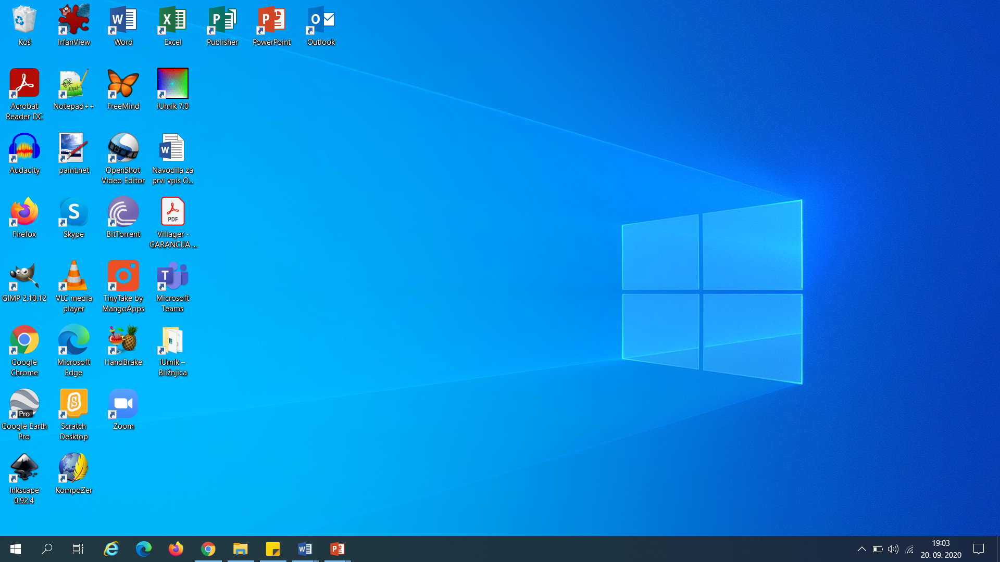 Koš
IrfanView
Word
Excel
Publisher
PowerPoint
Outlook
Acrobat
Reader DC
Notepad++
FreeMind
iUrnik 7.0
Audacity
paint.net
OpenShot
Video Editor
Navodila za
prvi vpis O...
Firefox
Skype
BitTorrent
PDF
Villager -
GARANCIJA ...
GIMP 2.10.12
VLC media
player
TinyTake by
MangoApps
Microsoft
Teams
Google
Chrome
Microsoft
Edge
HandBrake
iUrnik –
Bližnjica
Pro
Google Earth
Pro
Scratch
Desktop
Zoom
Inkscape
0.92.4
KompoZer
19:03
20. 09. 2020